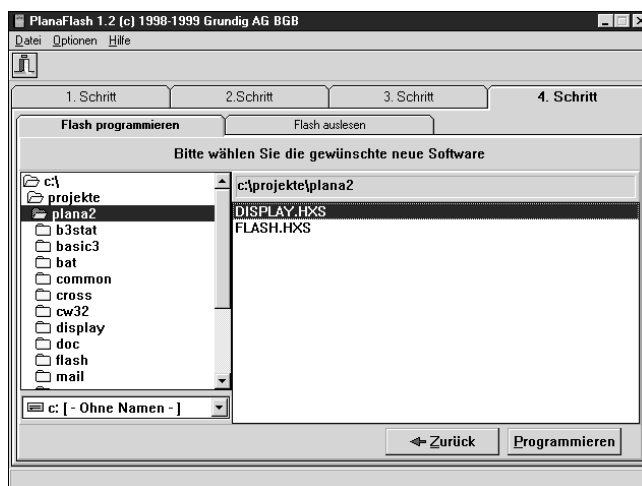 PlanaFlash 1.2 (c) 1998-1999 Grundig AG BGB
Datei Optionen Hilfe
1. Schritt 2.Schritt 3. Schritt 4. Schritt
Flash programmieren Flash auslesen
Bitte wählen Sie die gewünschte neue Software
c:\
projekte
plana2
b3stat
basic3
bat
common
cross
cw32
display
doc
flash
mail
c: [ - Ohne Namen - ]
c:\projekte\plana2
DISPLAY.HXS
FLASH.HXS
Zurück Programmieren